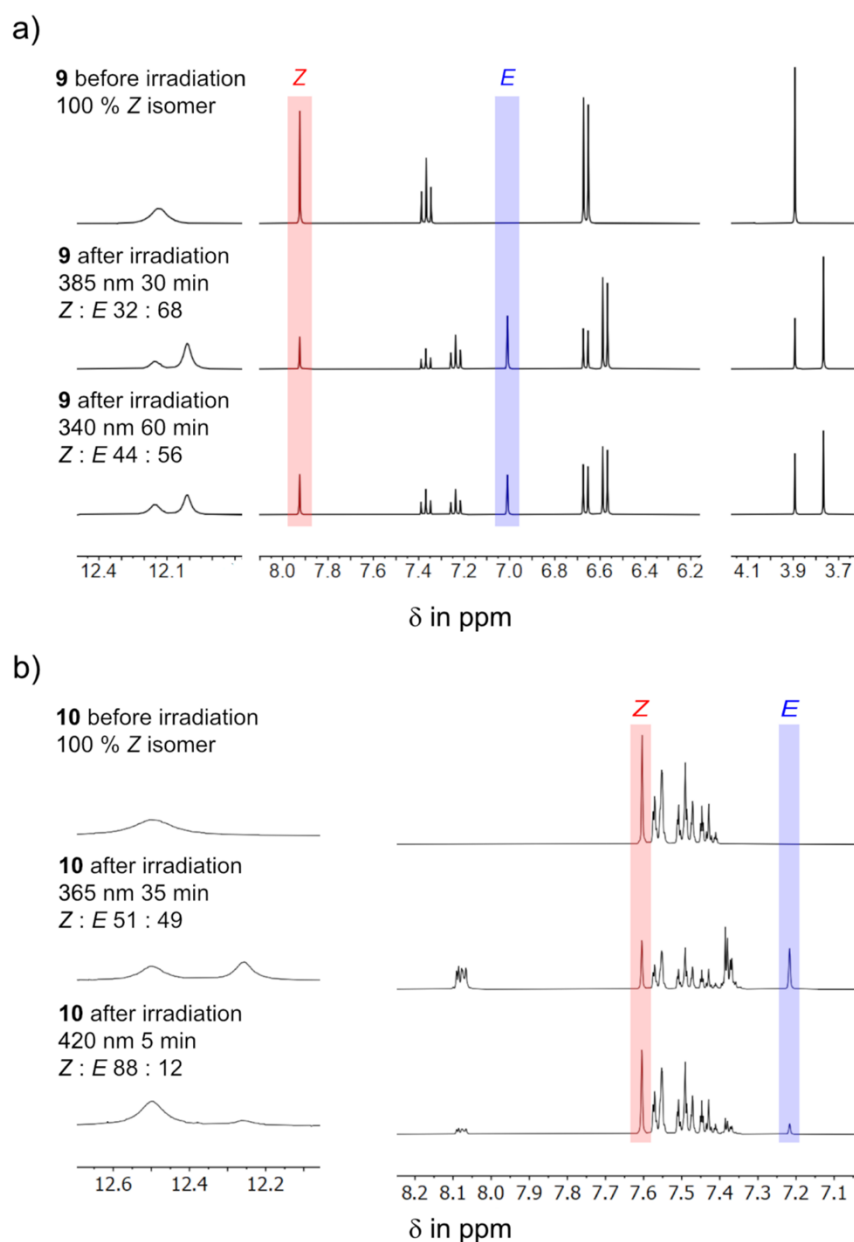 a)
9 before irradiation
100 % Z isomer
Z
E
9 after irradiation
385 nm 30 min
Z : E 32 : 68
9 after irradiation
340 nm 60 min
Z : E 44 : 56
12.4 12.1 8.0 7.8 7.6 7.4 7.2 7.0 6.8 6.6 6.4 6.2 4.1 3.9 3.7
δ in ppm
b)
10 before irradiation
100 % Z isomer
Z
E
10 after irradiation
365 nm 35 min
Z : E 51 : 49
10 after irradiation
420 nm 5 min
Z : E 88 : 12
12.6 12.4 12.2 8.2 8.1 8.0 7.9 7.8 7.7 7.6 7.5 7.4 7.3 7.2 7.1
δ in ppm